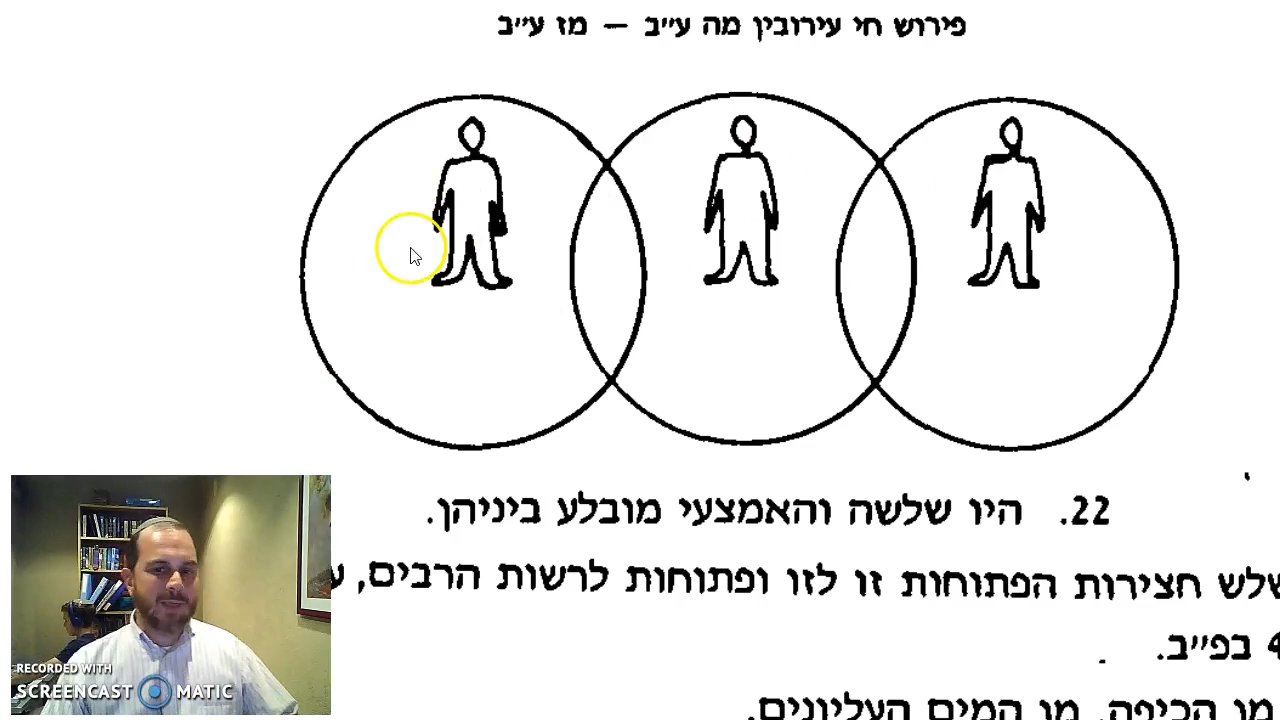 פירוש חי עירובין מה ע״ב — מז ע״ב
22. היו שלשה והאמצעי מובלע ביניהן.
שלש חצירות הפתוחות זו לזו ופתוחות לרשות הרבים,
בפ״ב.
הכיפה. מן המים העליונים.
RECORDED WITH
SCREENCAST MATIC